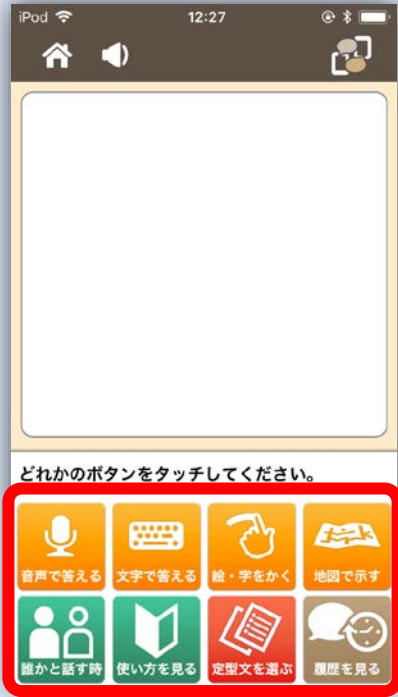 iPod 12:27
どれかのボタンをタッチしてください。
音声で答える 文字で答える 絵・字をかく 地図で示す
誰かと話す時 使い方を見る 定型文を選ぶ 履歴を見る